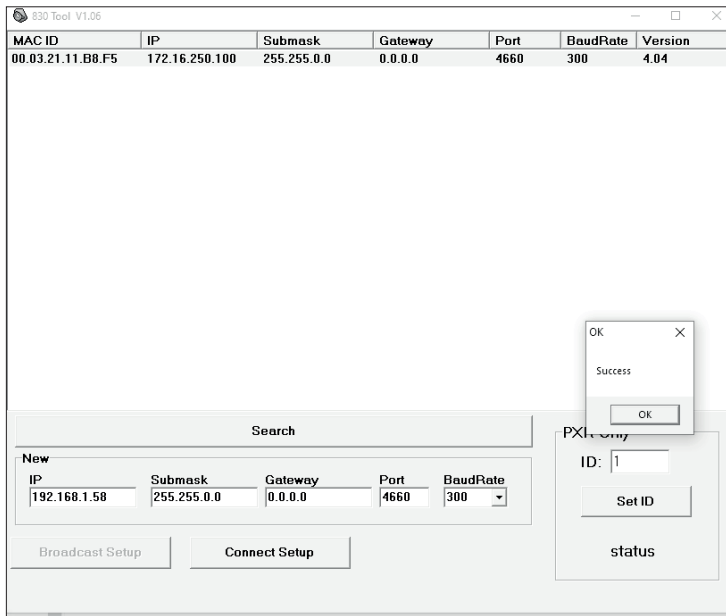 830 Tool V1.06
MAC ID IP Submask Gateway Port BaudRate Version
00.03.21.11.B8.F5 172.16.250.100 255.255.0.0 0.0.0.0 4660 300 4.04
OK
Success
OK
Search
PXR Only
New
ID: 1
IP Submask Gateway Port BaudRate
192.168.1.58 255.255.0.0 0.0.0.0 4660 300
Set ID
Broadcast Setup Connect Setup status